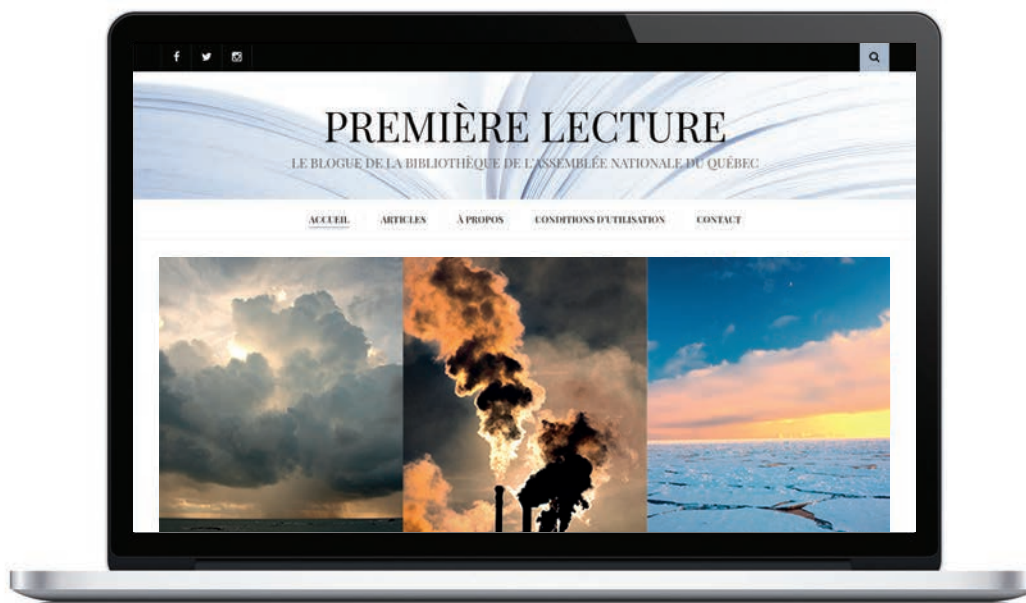 PREMIÈRE LECTURE
LE BLOGUE DE LA BIBLIOTHÈQUE DE L'ASSEMBLÉE NATIONALE DU QUÉBEC
ACCUEIL ARTICLES À PROPOS CONDITIONS D'UTILISATION CONTACT